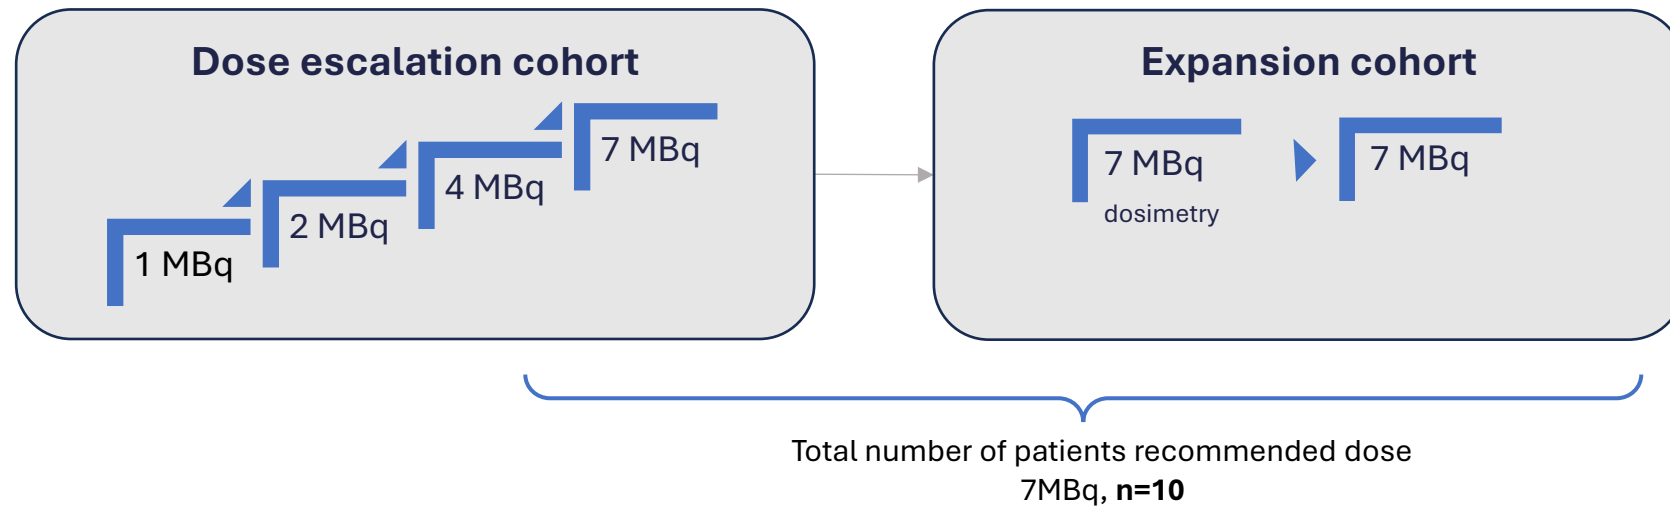 Dose escalation cohort
1 MBq
2 MBq
4 MBq
7 MBq
Expansion cohort
7 MBq
dosimetry
7 MBq
Total number of patients recommended dose
7MBq, n=10